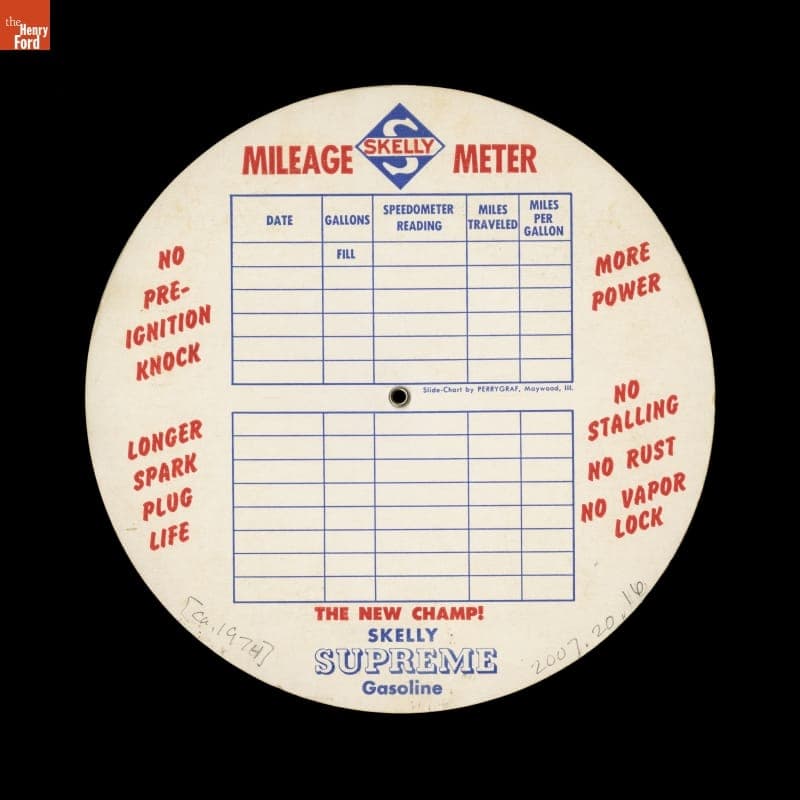 the
Henry
Ford
MILEAGE SKELLY METER
DATE GALLONS SPEEDOMETER READING MILES TRAVELED MILES PER GALLON
FILL
NO
PRE-
IGNITION
KNOCK
MORE
POWER
Slide-Chart by PERRYGRAF, Maywood, Ill.
LONGER
SPARK
PLUG
LIFE
NO
STALLING
NO RUST
NO VAPOR
LOCK
THE NEW CHAMP!
SKELLY
SUPREME
Gasoline
[ca. 1974]
2007.20.16